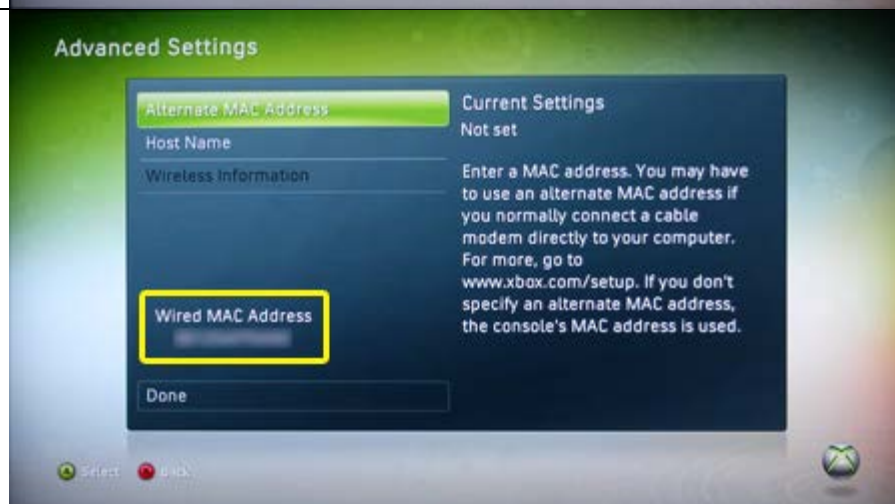 Advanced Settings
Alternate MAC Address
Host Name
Wireless Information
Wired MAC Address
Done
Current Settings
Not set
Enter a MAC address. You may have
to use an alternate MAC address if
you normally connect a cable
modem directly to your computer.
For more, go to
www.xbox.com/setup. If you don't
specify an alternate MAC address,
the console's MAC address is used.
Select
Back